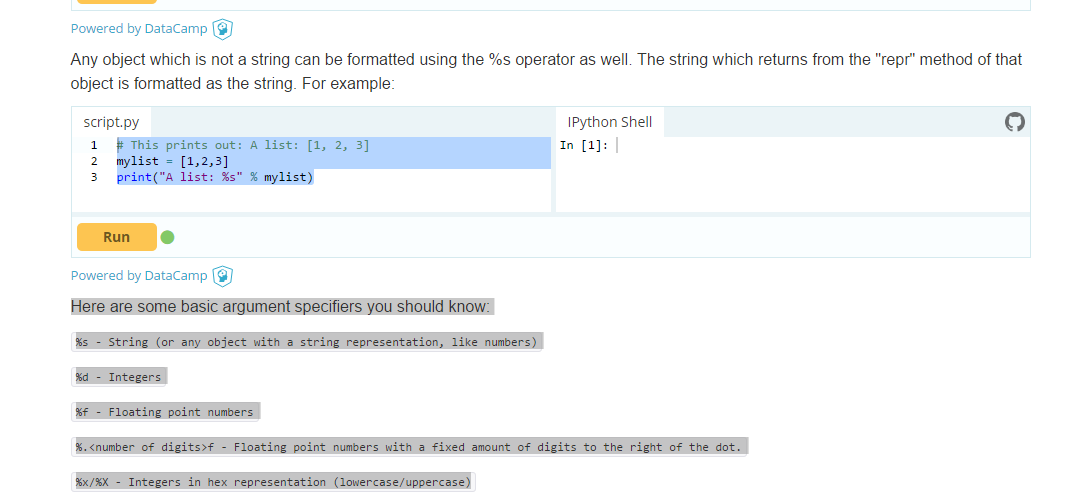 Powered by DataCamp
Any object which is not a string can be formatted using the %s operator as well. The string which returns from the "repr" method of that
object is formatted as the string. For example:
script.py
IPython Shell
1 # This prints out: A list: [1, 2, 3]
2 mylist = [1,2,3]
3 print("A list: %s" % mylist)
In [1]:
Run
Powered by DataCamp
Here are some basic argument specifiers you should know:
%s - String (or any object with a string representation, like numbers)
%d - Integers
%f - Floating point numbers
%.<number of digits>f - Floating point numbers with a fixed amount of digits to the right of the dot.
%x/%X - Integers in hex representation (lowercase/uppercase)